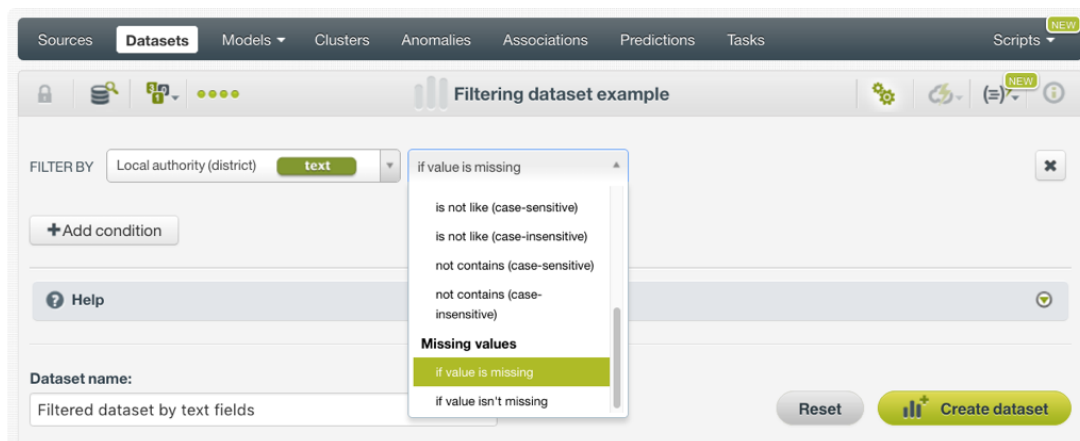 NEW
Sources Datasets Models Clusters Anomalies Associations Predictions Tasks Scripts
Filtering dataset example
NEW
FILTER BY Local authority (district) text if value is missing
is not like (case-sensitive)
+Add condition
is not like (case-insensitive)
not contains (case-sensitive)
not contains (case-
insensitive)
Help
Missing values
if value is missing
Dataset name:
if value isn't missing
Filtered dataset by text fields
Reset Create dataset